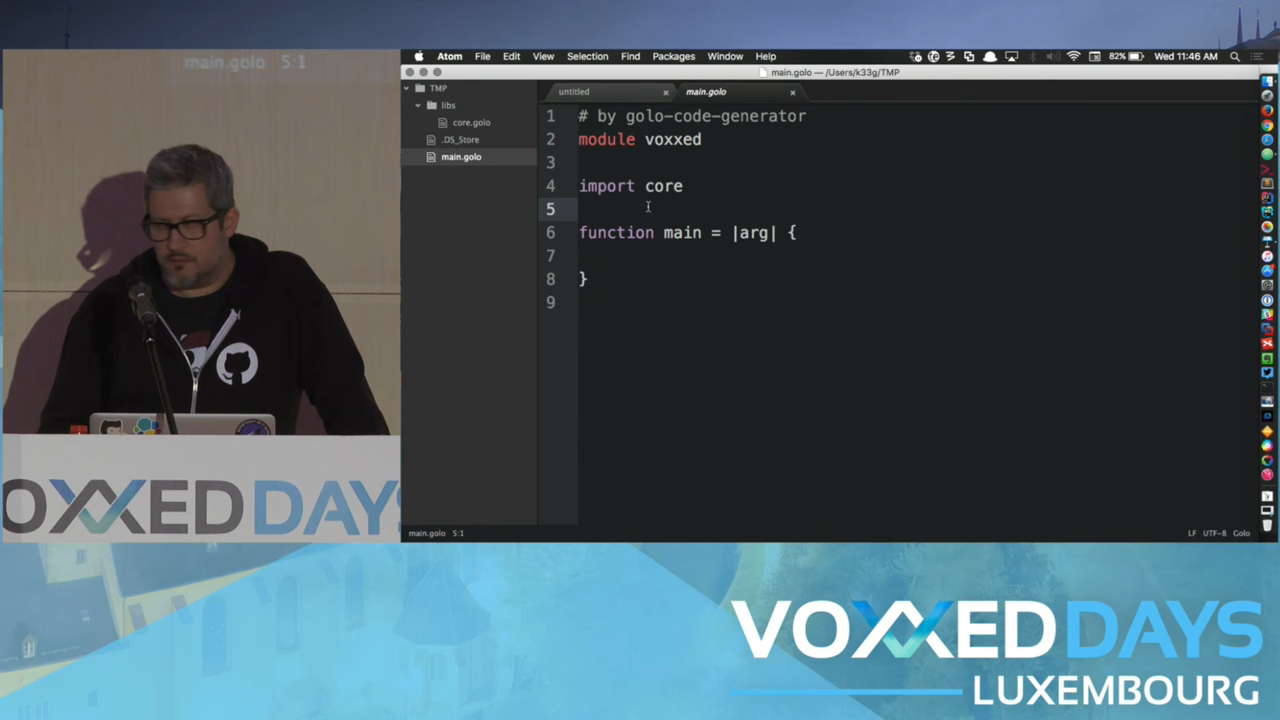 main.golo 5:1
Atom File Edit View Selection Find Packages Window Help 82% Wed 11:46 AM
main.golo — /Users/k33g/TMP
TMP
libs
core.golo
.DS_Store
main.golo
untitled
main.golo
1 # by golo-code-generator
2 module voxxed
3
4 import core
5
6 function main = |arg| {
7
8 }
9
main.golo 5:1
LF UTF-8 Golo
OXXED DAYS
VOXXED DAYS
LUXEMBOURG